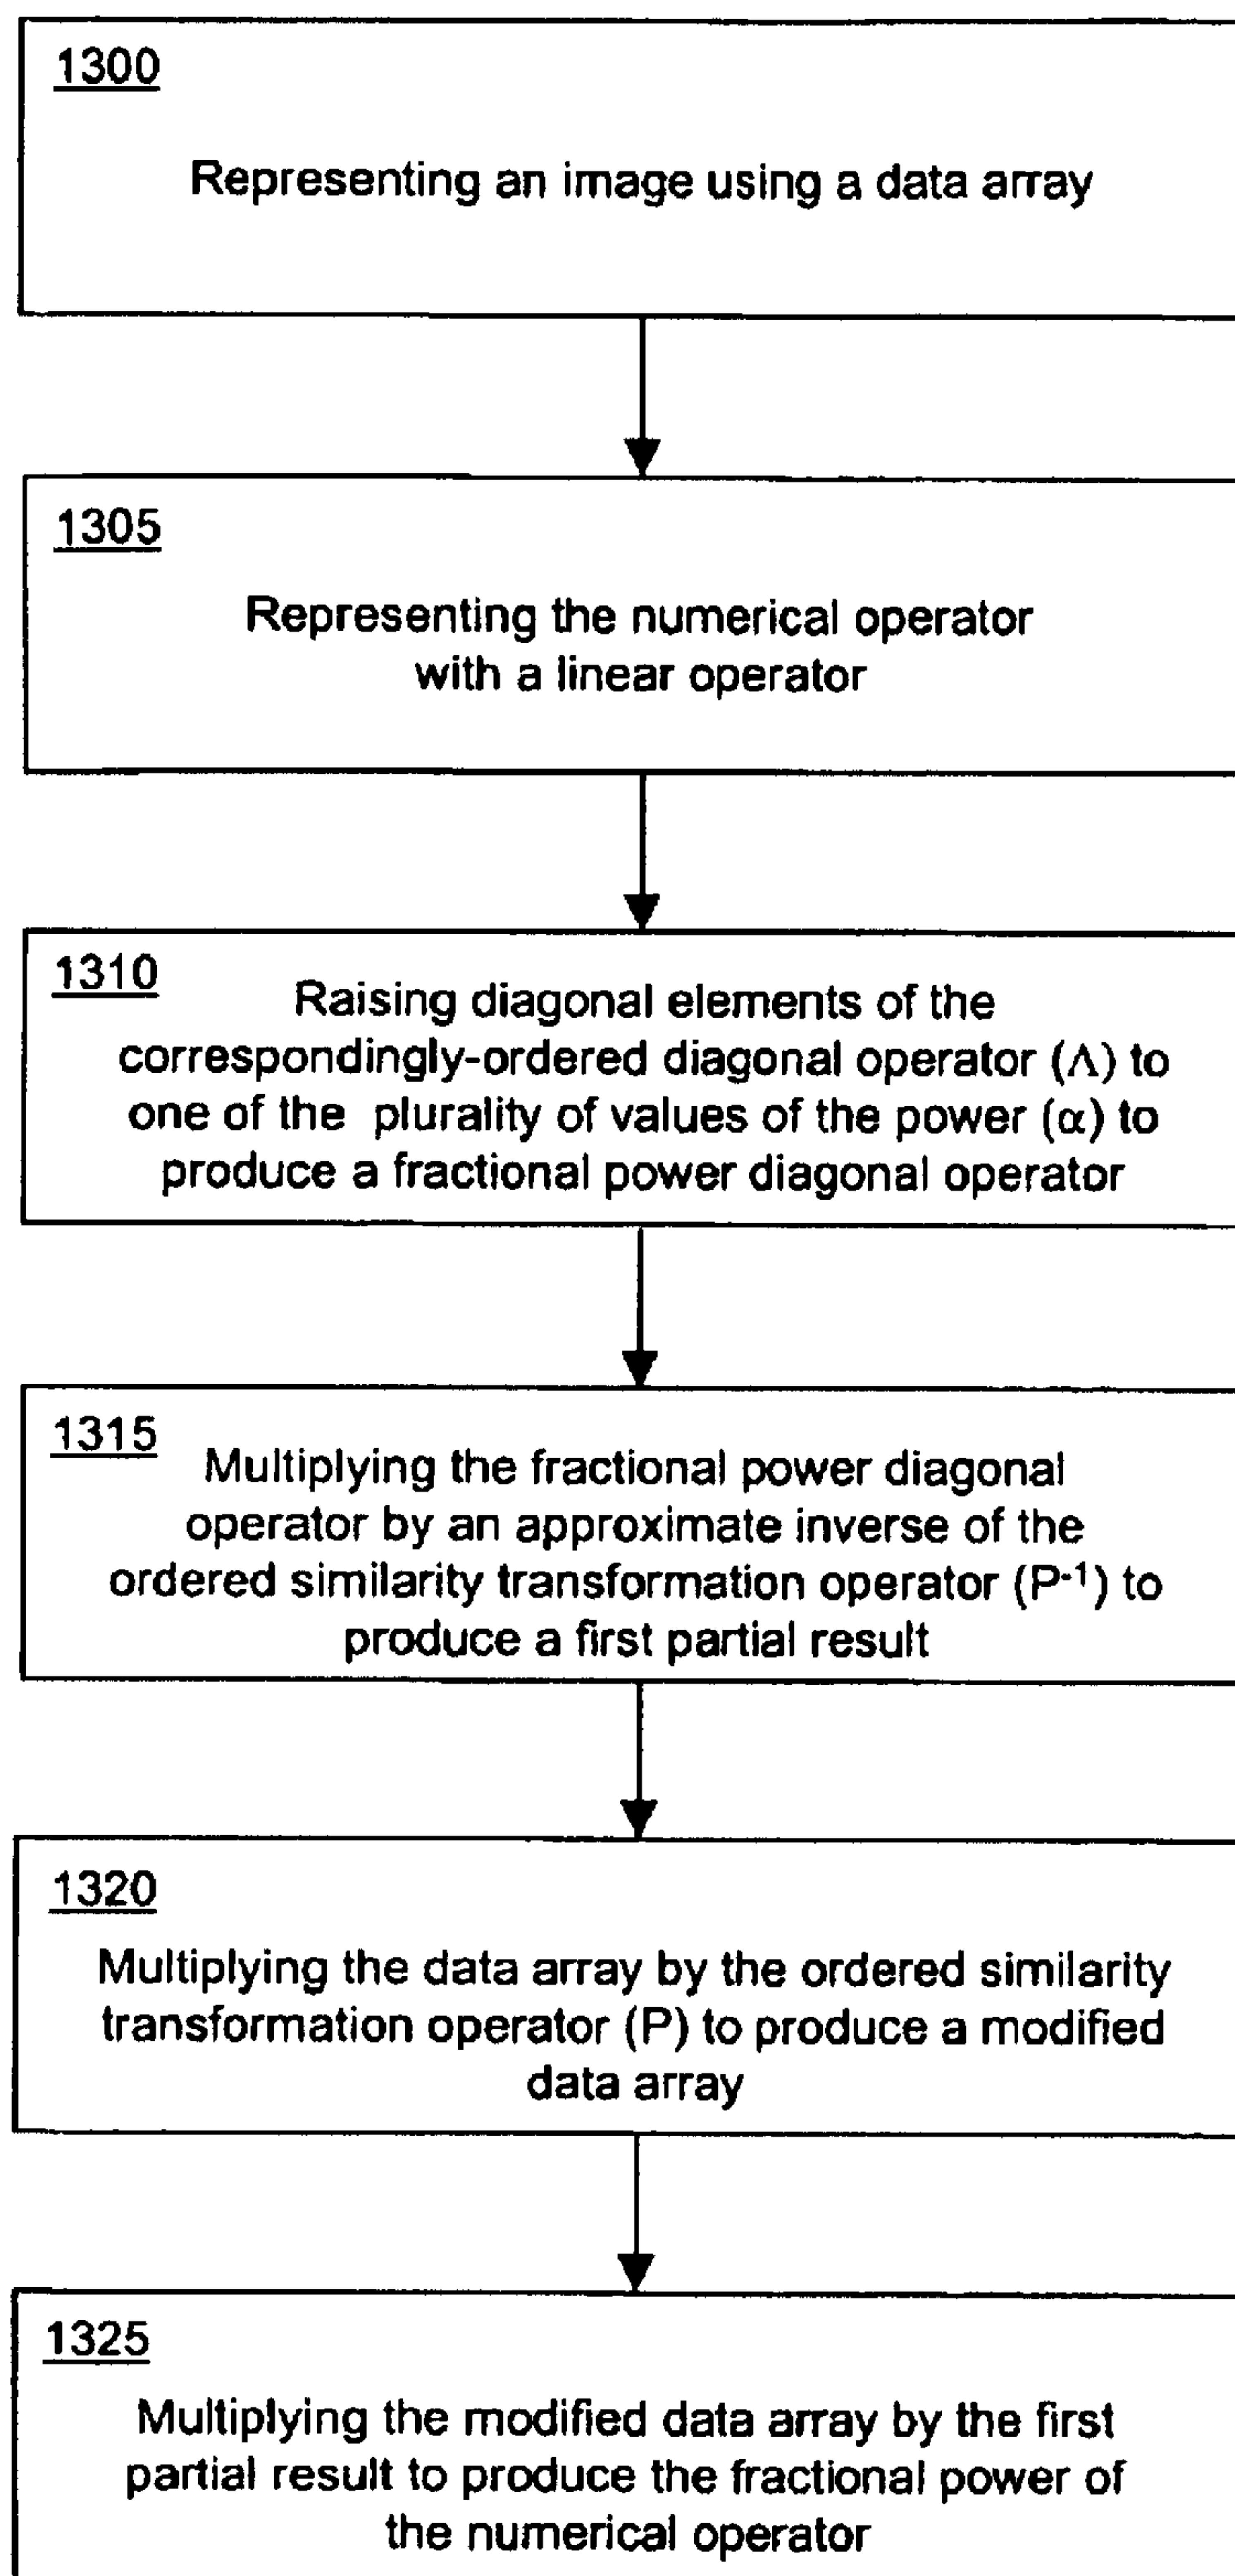 1300
Representing an image using a data array
1305
Representing the numerical operator
with a linear operator
1310
Raising diagonal elements of the
correspondingly-ordered diagonal operator (Λ) to
one of the plurality of values of the power (α) to
produce a fractional power diagonal operator
1315
Multiplying the fractional power diagonal
operator by an approximate inverse of the
ordered similarity transformation operator (P⁻¹) to
produce a first partial result
1320
Multiplying the data array by the ordered similarity
transformation operator (P) to produce a modified
data array
1325
Multiplying the modified data array by the first
partial result to produce the fractional power of
the numerical operator